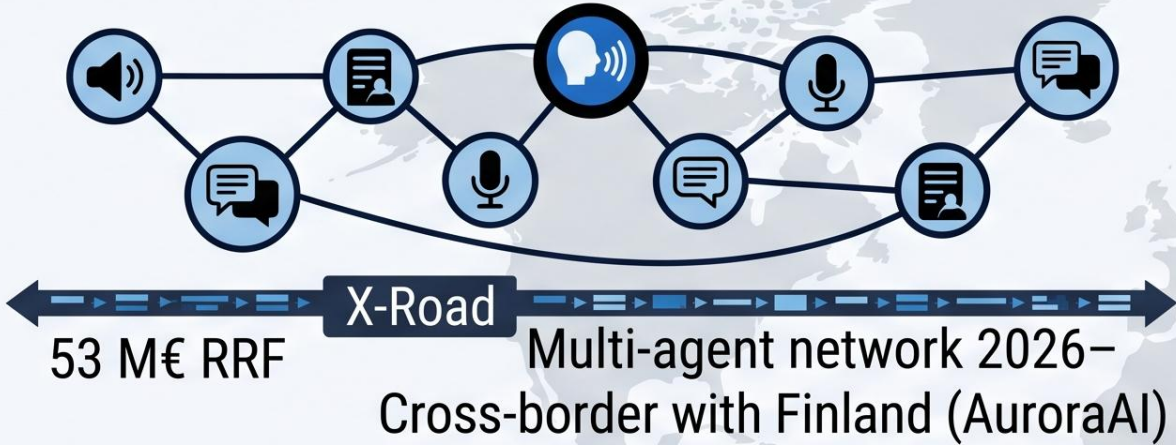 X-Road
53 M€ RRF
Multi-agent network 2026–
Cross-border with Finland (AuroraAI)